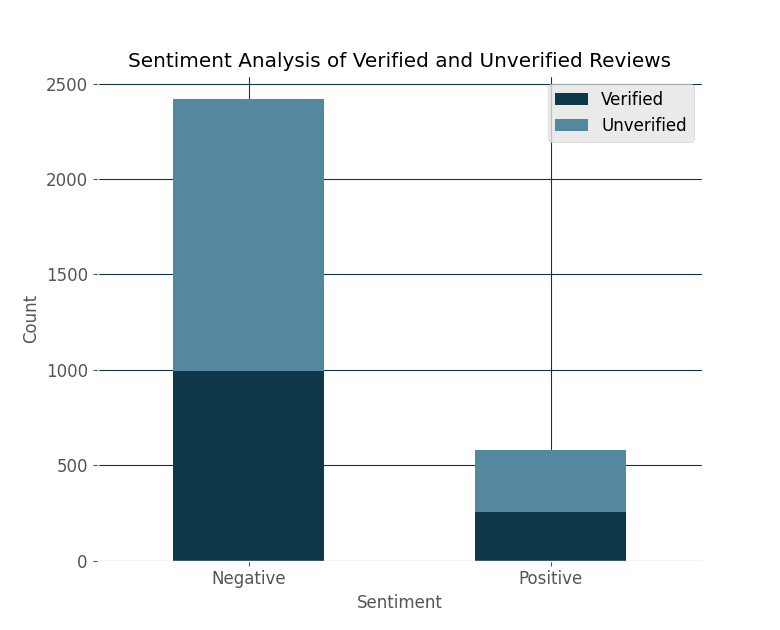 Sentiment Analysis of Verified and Unverified Reviews
2500
Verified
Unverified
2000
1500
Count
1000
500
0
Negative
Positive
Sentiment